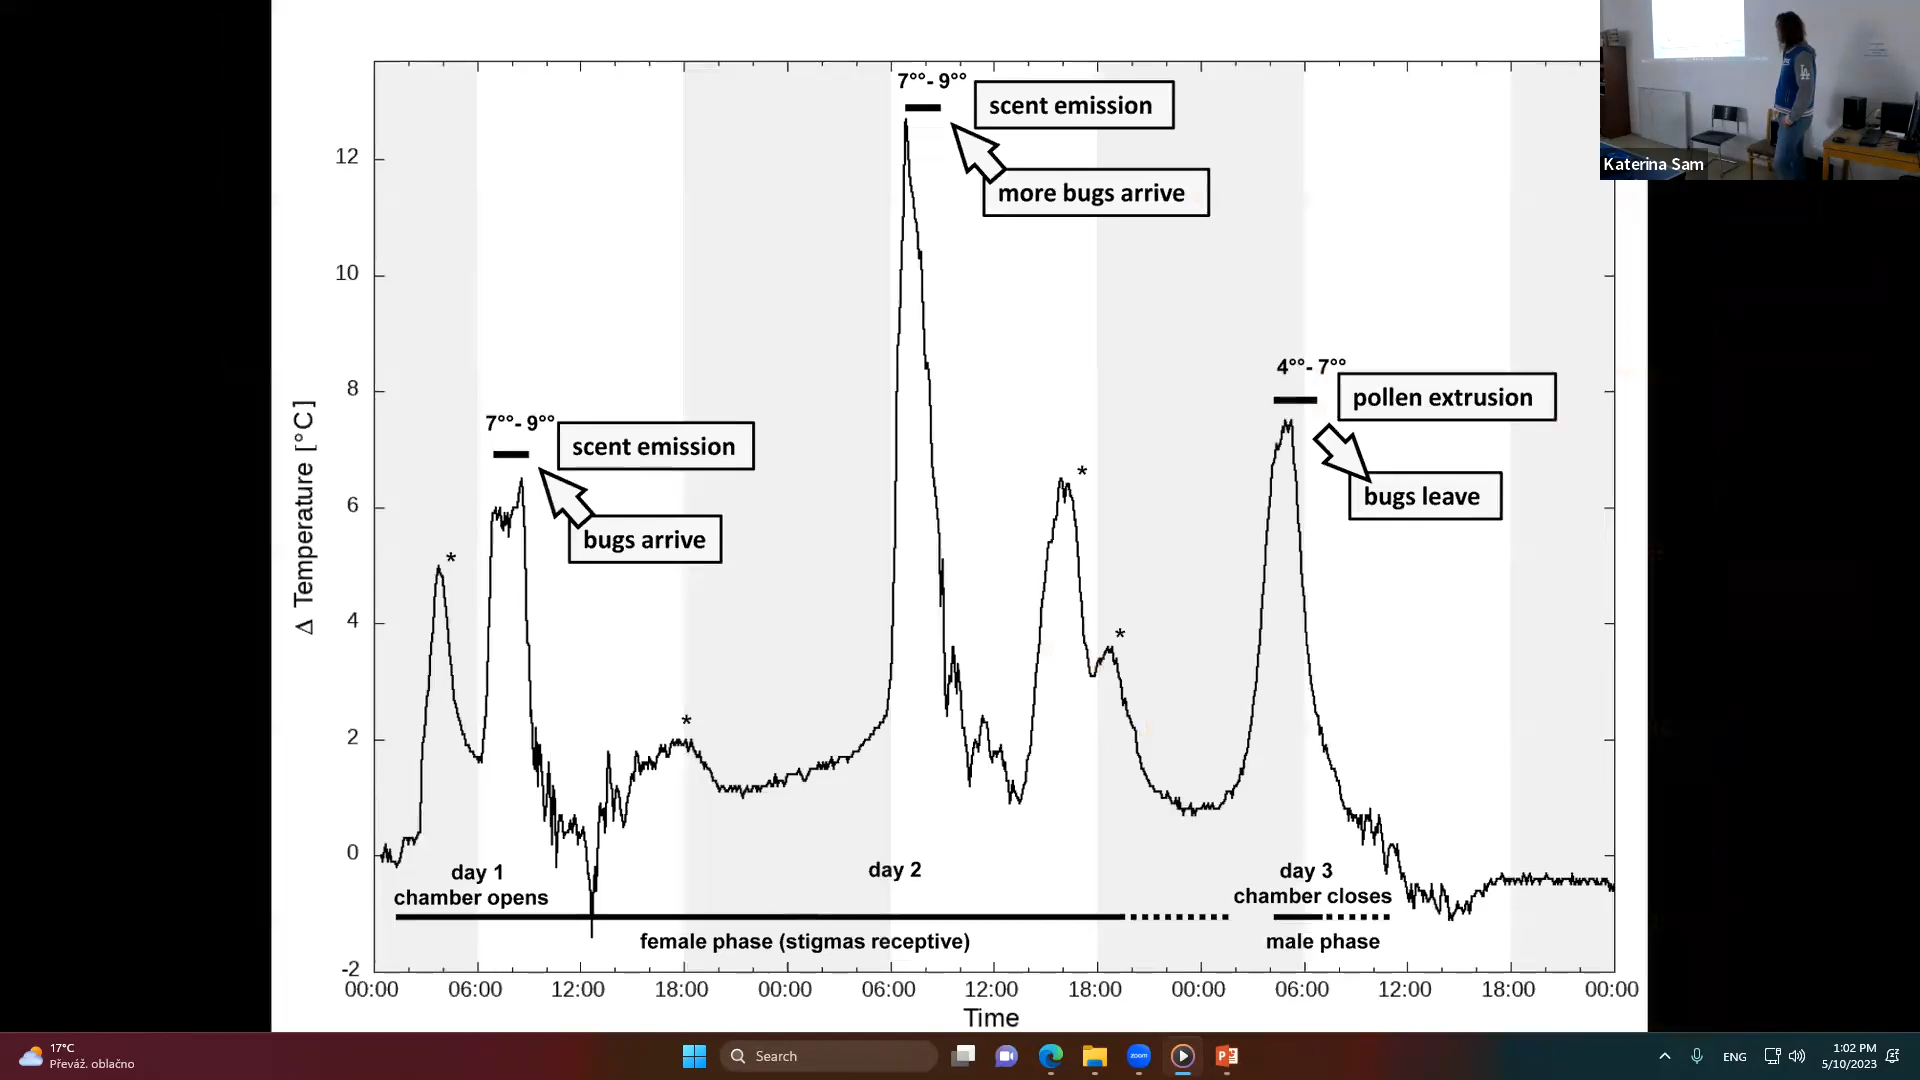 7°°- 9°°
scent emission
more bugs arrive
Katerina Sam
12
10
8
6
4
2
0
-2
Δ Temperature [°C]
7°°- 9°°
scent emission
bugs arrive
4°°- 7°°
pollen extrusion
bugs leave
*
*
*
*
day 1
chamber opens
day 2
day 3
chamber closes
female phase (stigmas receptive)
male phase
00:00 06:00 12:00 18:00 00:00 06:00 12:00 18:00 00:00 06:00 12:00 18:00 00:00
Time
17°C
Převáž. oblačno
Search
zoom
ENG
1:02 PM
5/10/2023